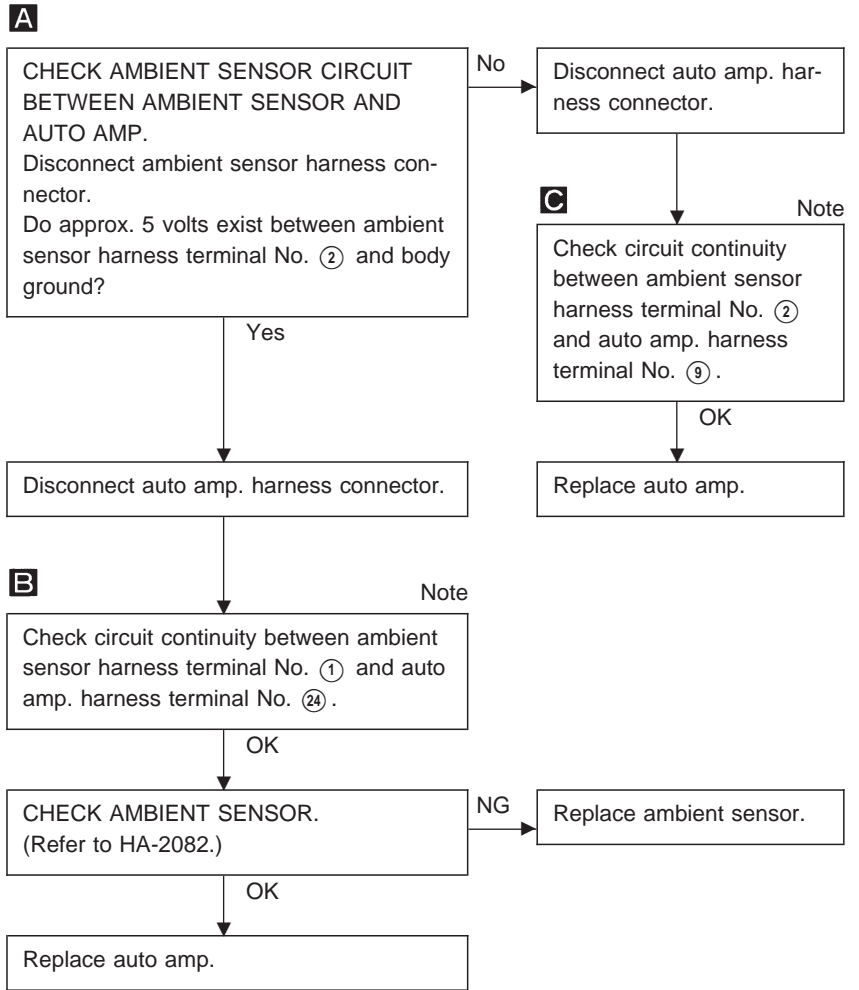 A
CHECK AMBIENT SENSOR CIRCUIT
BETWEEN AMBIENT SENSOR AND
AUTO AMP.
Disconnect ambient sensor harness con-
nector.
Do approx. 5 volts exist between ambient
sensor harness terminal No. ② and body
ground?
No
Disconnect auto amp. har-
ness connector.
C
Note
Check circuit continuity
between ambient sensor
harness terminal No. ②
and auto amp. harness
terminal No. ⑨.
OK
Replace auto amp.
Yes
Disconnect auto amp. harness connector.
B
Note
Check circuit continuity between ambient
sensor harness terminal No. ① and auto
amp. harness terminal No. ㉔.
OK
CHECK AMBIENT SENSOR.
(Refer to HA-2082.)
NG
Replace ambient sensor.
OK
Replace auto amp.